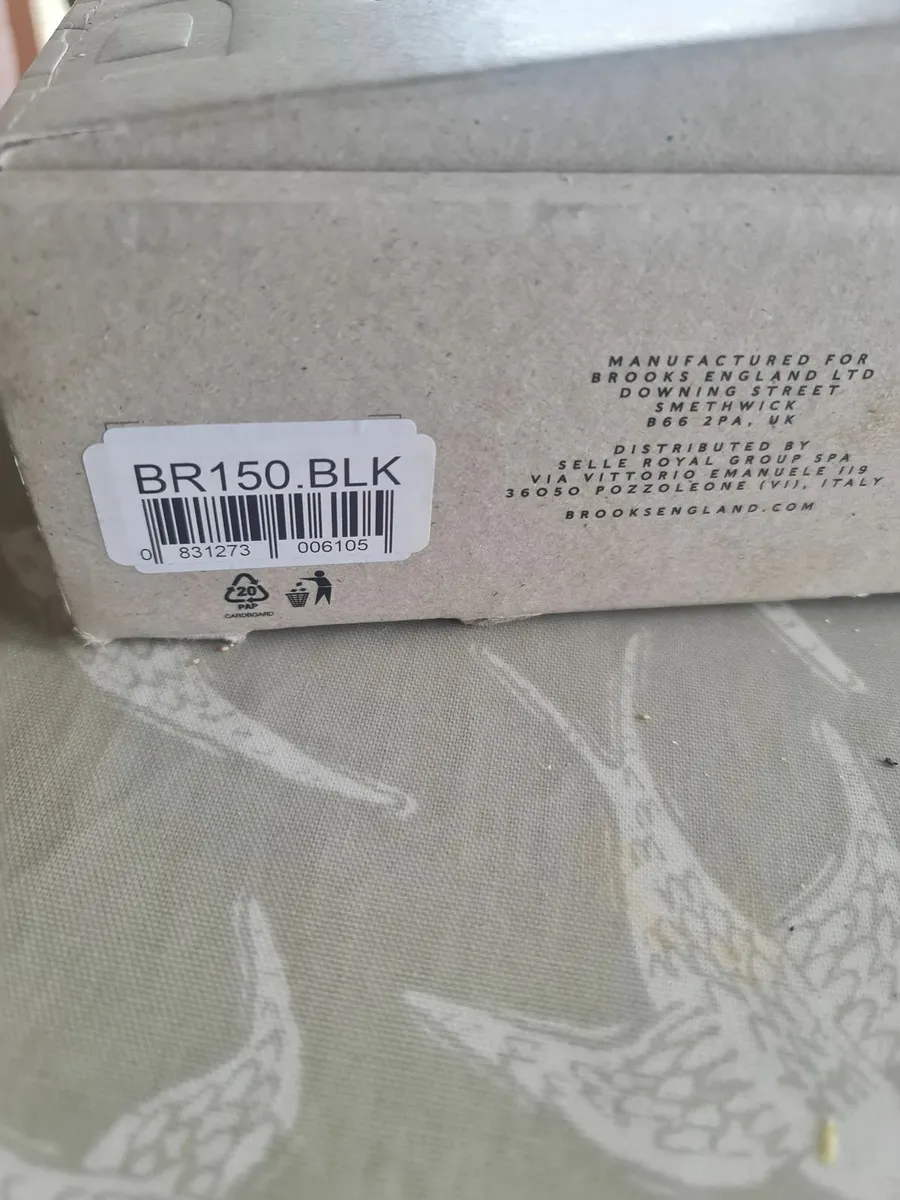 BR150.BLK
0 831273 006105
20
PAP
CARDBOARD
MANUFACTURED FOR
BROOKS ENGLAND LTD
DOWNING STREET
SMETHWICK
B66 2PA, UK
DISTRIBUTED BY
SELLE ROYAL GROUP SPA
VIA VITTORIO EMANUELE 119
36050 POZZOLEONE (VI), ITALY
BROOKSENGLAND.COM